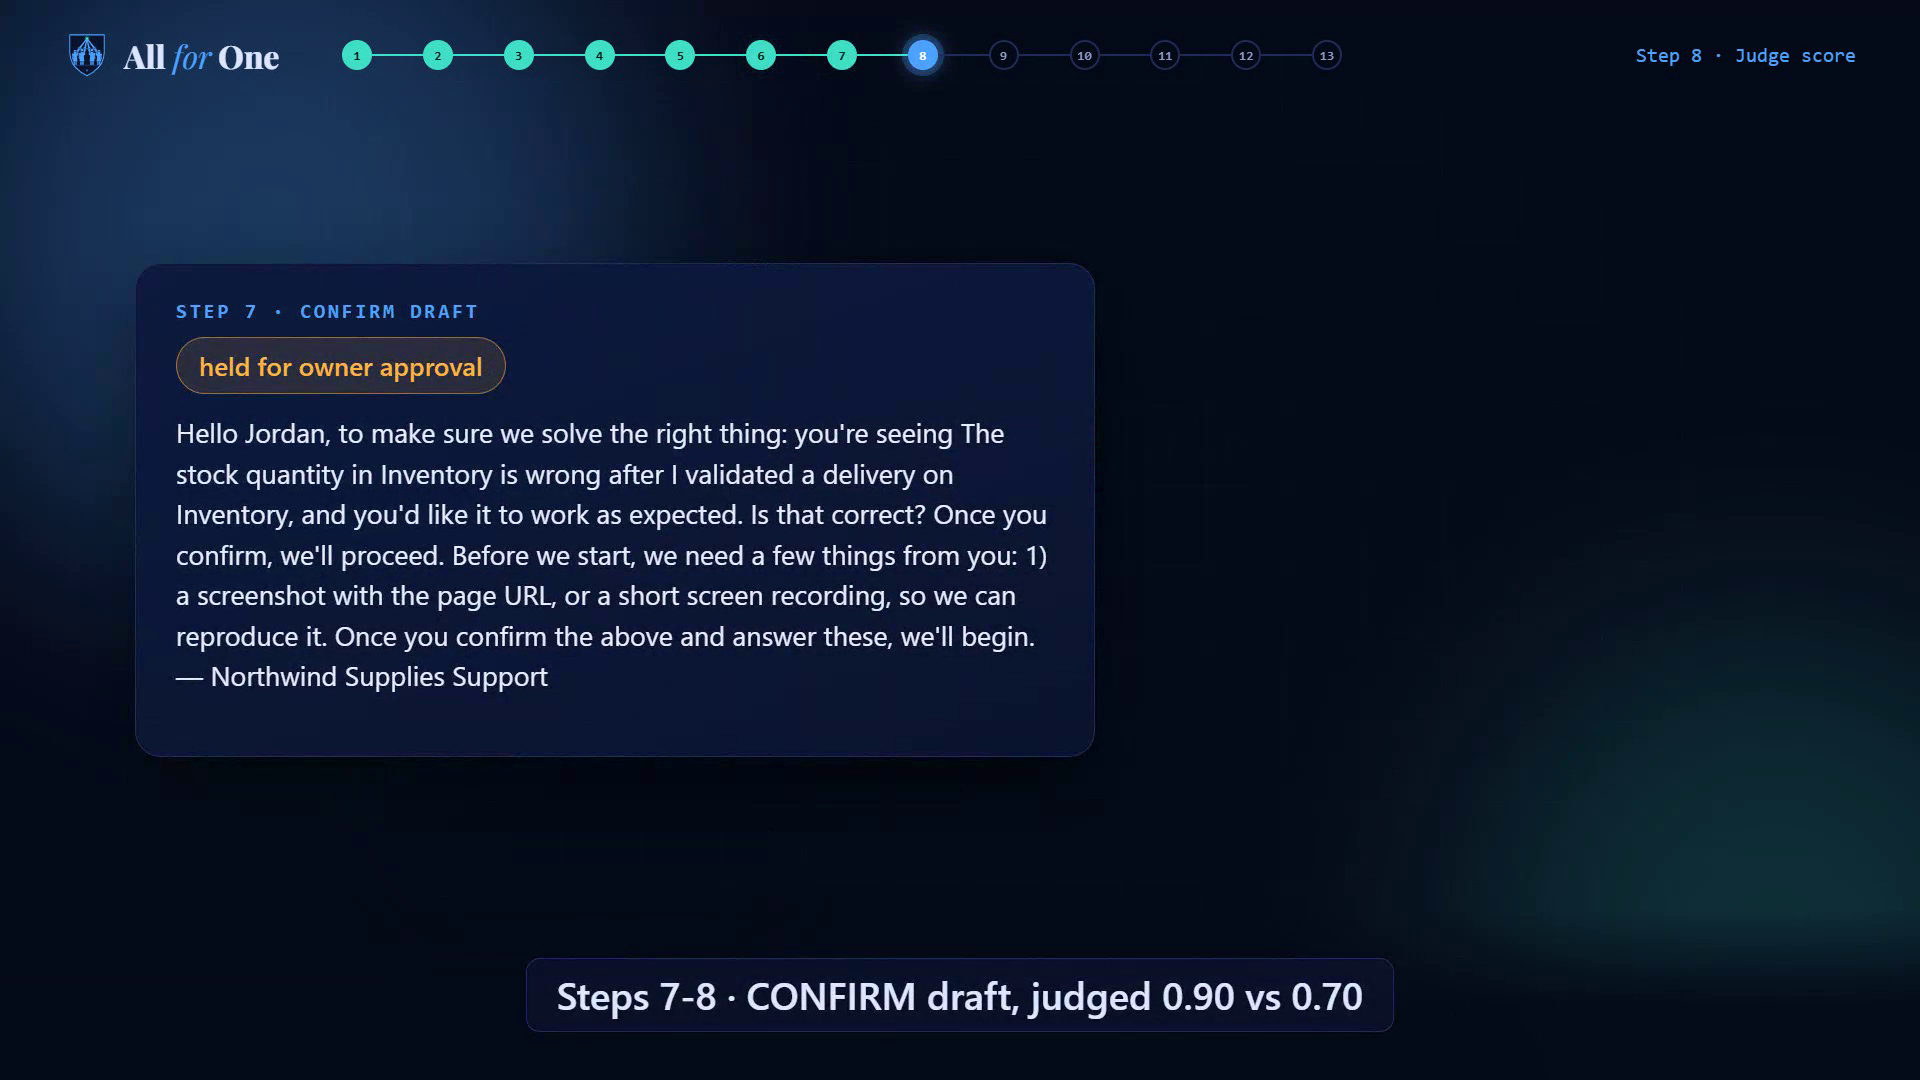 All for One
1 2 3 4 5 6 7 8 9 10 11 12 13
Step 8 · Judge score
STEP 7 · CONFIRM DRAFT
held for owner approval
Hello Jordan, to make sure we solve the right thing: you're seeing The
stock quantity in Inventory is wrong after I validated a delivery on
Inventory, and you'd like it to work as expected. Is that correct? Once you
confirm, we'll proceed. Before we start, we need a few things from you: 1)
a screenshot with the page URL, or a short screen recording, so we can
reproduce it. Once you confirm the above and answer these, we'll begin.
— Northwind Supplies Support
Steps 7-8 · CONFIRM draft, judged 0.90 vs 0.70